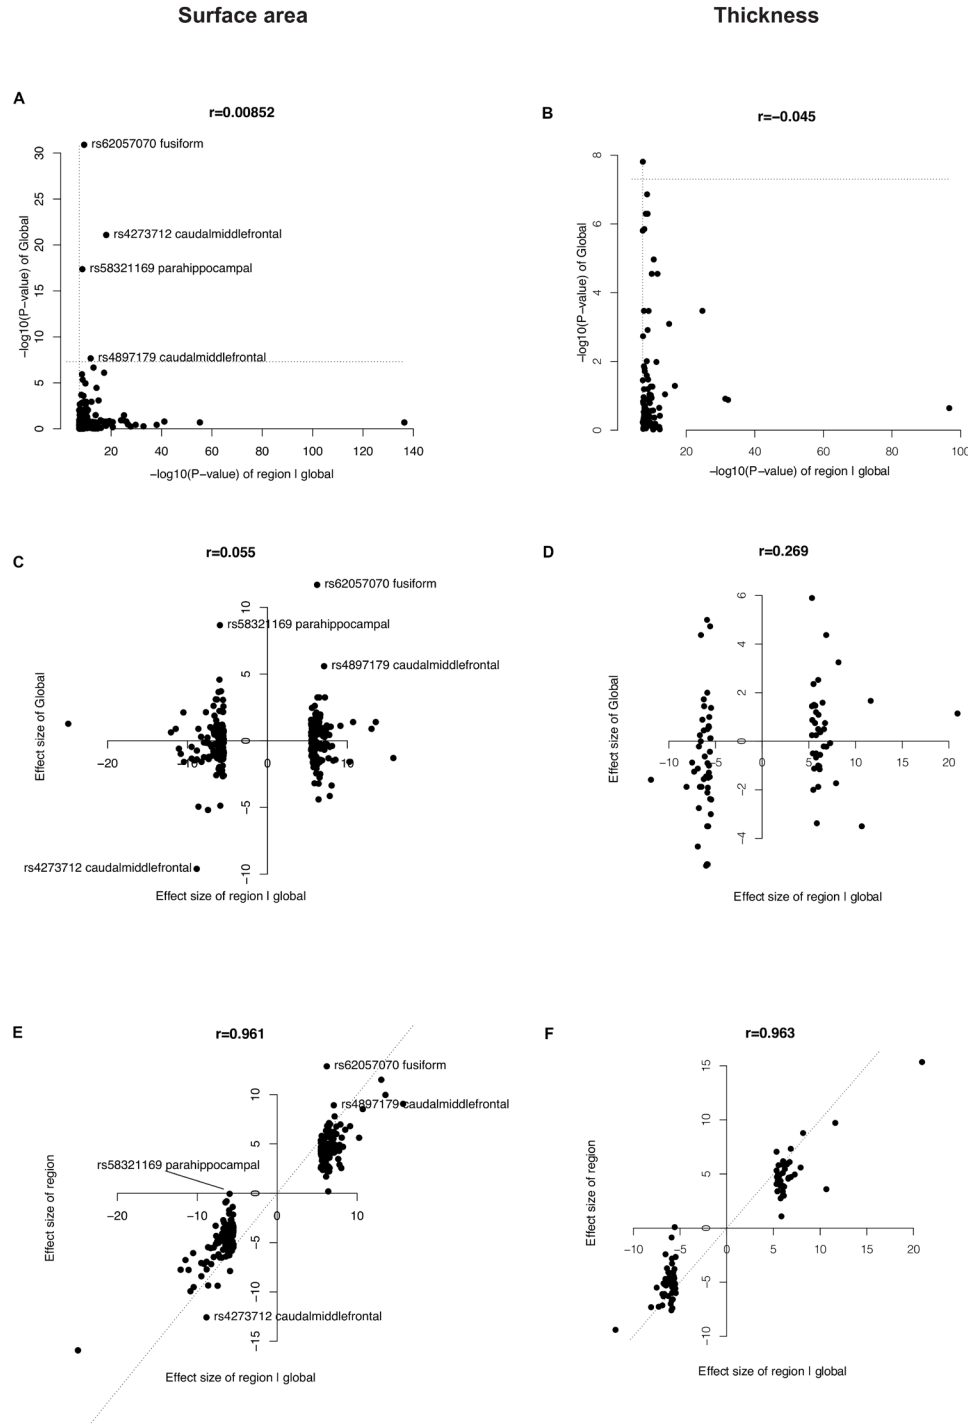 Surface area
Thickness
A
r=0.00852
rs62057070 fusiform
rs4273712 caudalmiddlefrontal
rs58321169 parahippocampal
rs4897179 caudalmiddlefrontal
−log10(P−value) of Global
0
5
10
15
20
25
30
20
40
60
80
100
120
140
−log10(P−value) of region | global
B
r=−0.045
−log10(P−value) of Global
0
2
4
6
8
20
40
60
80
100
−log10(P−value) of region | global
C
r=0.055
rs62057070 fusiform
rs58321169 parahippocampal
rs4897179 caudalmiddlefrontal
rs4273712 caudalmiddlefrontal
Effect size of Global
−10
−5
0
5
10
−20
−10
0
10
Effect size of region | global
D
r=0.269
Effect size of Global
−4
−2
0
2
4
6
−10
−5
0
5
10
15
20
Effect size of region | global
E
r=0.961
rs62057070 fusiform
rs4897179 caudalmiddlefrontal
rs58321169 parahippocampal
rs4273712 caudalmiddlefrontal
Effect size of region
−15
−10
−5
0
5
10
−20
−10
0
10
Effect size of region | global
F
r=0.963
Effect size of region
−10
−5
0
5
10
15
−10
−5
0
5
10
15
20
Effect size of region | global